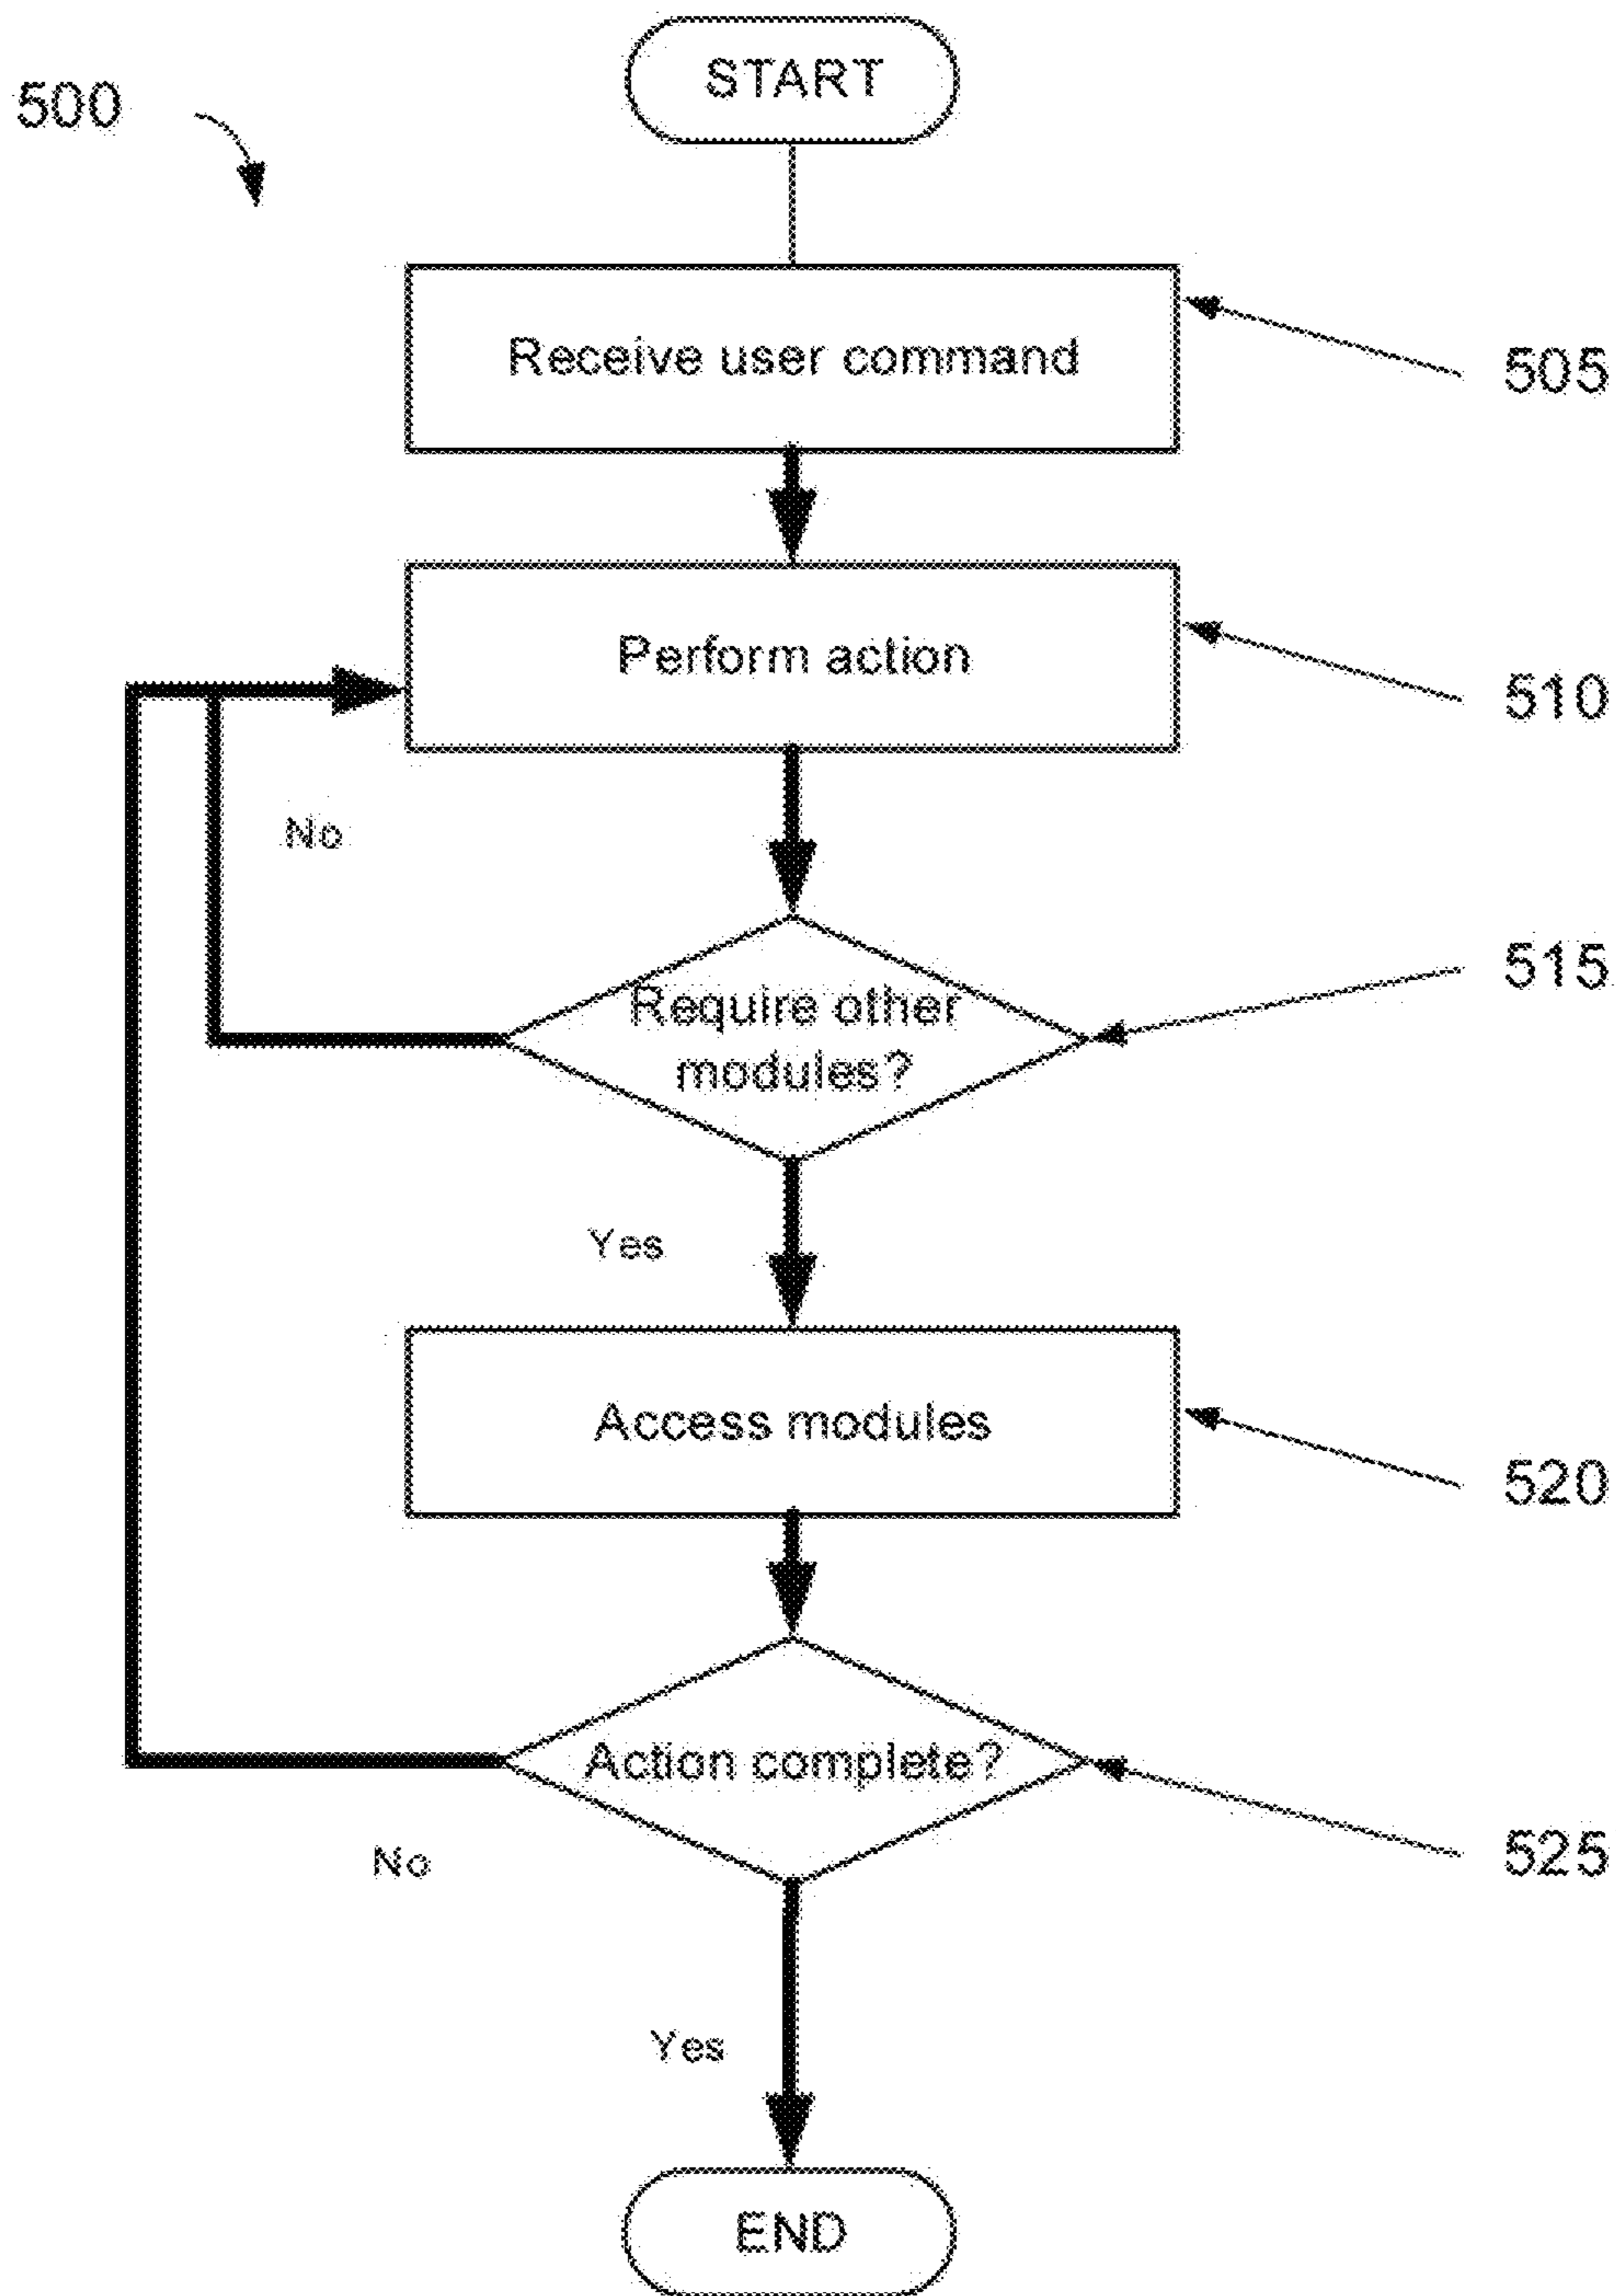 START
500
Receive user command
505
Perform action
510
No
Require other
modules?
515
Yes
Access modules
520
Action complete?
525
No
Yes
END